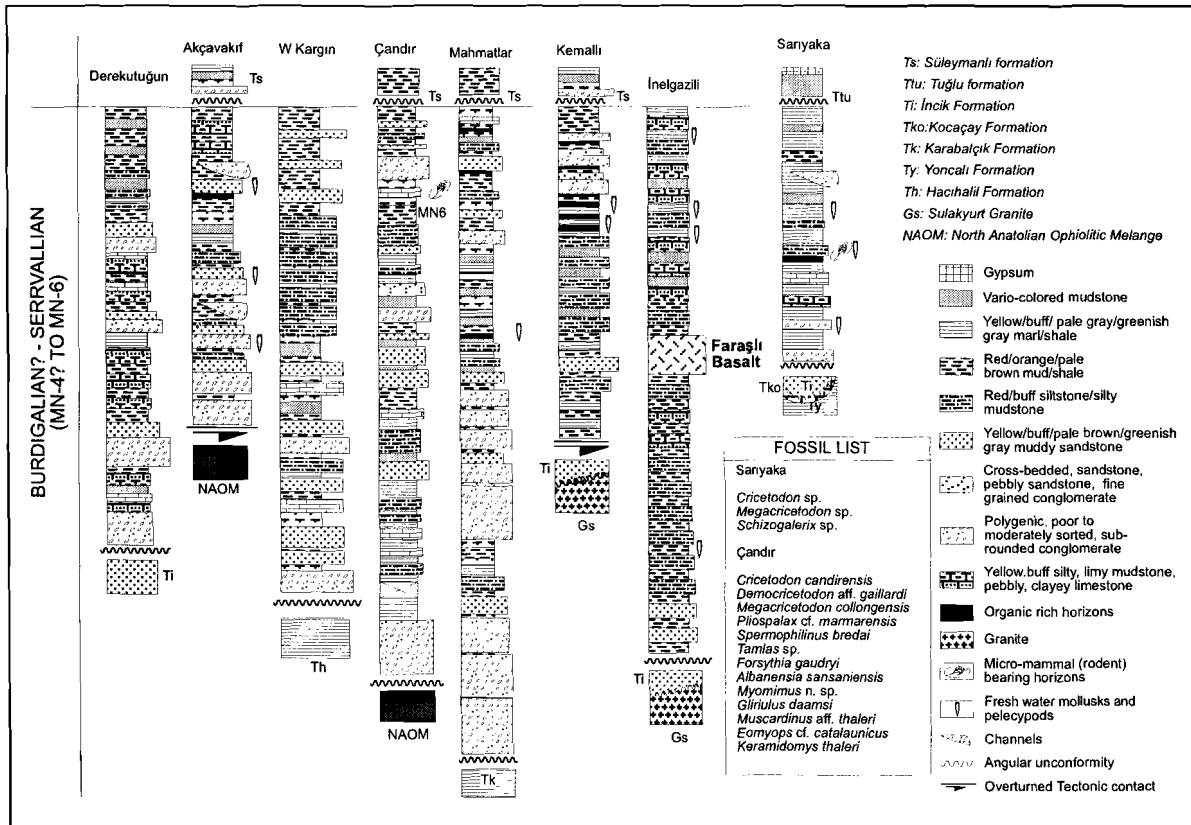 BURDIGALIAN? - SERRVALLIAN
(MN-4? TO MN-6)
Derekutuğun
Ti
Akçavakıf
Ts
NAOM
W Kargın
Th
Çandır
Ts
MN6
NAOM
Mahmatlar
Ts
Tk
Kemallı
Ts
Ti
Gs
İnelgazili
Faraşlı
Basalt
Ti
Gs
Sarıyaka
Ttu
Tko
Ti
Ty
FOSSIL LIST
Sarıyaka
Cricetodon sp.
Megacricetodon sp.
Schizogalerix sp.
Çandır
Cricetodon candirensis
Democricetodon aff. gaillardi
Megacricetodon collongensis
Pliospalax cf. marmarensis
Spermophilinus bredai
Tamias sp.
Forsythia gaudryi
Albanensia sansaniensis
Myomimus n. sp.
Gliriulus daamsi
Muscardinus aff. thaleri
Eomyops cf. catalaunicus
Keramidomys thaleri
Ts: Süleymanlı formation
Ttu: Tuğlu formation
Ti: İncik Formation
Tko:Kocaçay Formation
Tk: Karabalçık Formation
Ty: Yoncalı Formation
Th: Hacıhalil Formation
Gs: Sulakyurt Granite
NAOM: North Anatolian Ophiolitic Melange
Gypsum
Vario-colored mudstone
Yellow/buff/ pale gray/greenish
gray marl/shale
Red/orange/pale
brown mud/shale
Red/buff siltstone/silty
mudstone
Yellow/buff/pale brown/greenish
gray muddy sandstone
Cross-bedded, sandstone,
pebbly sandstone, fine
grained conglomerate
Polygenic, poor to
moderately sorted, sub-
rounded conglomerate
Yellow.buff silty, limy mudstone,
pebbly, clayey limestone
Organic rich horizons
Granite
Micro-mammal (rodent)
bearing horizons
Fresh water mollusks and
pelecypods
Channels
Angular unconformity
Overturned Tectonic contact